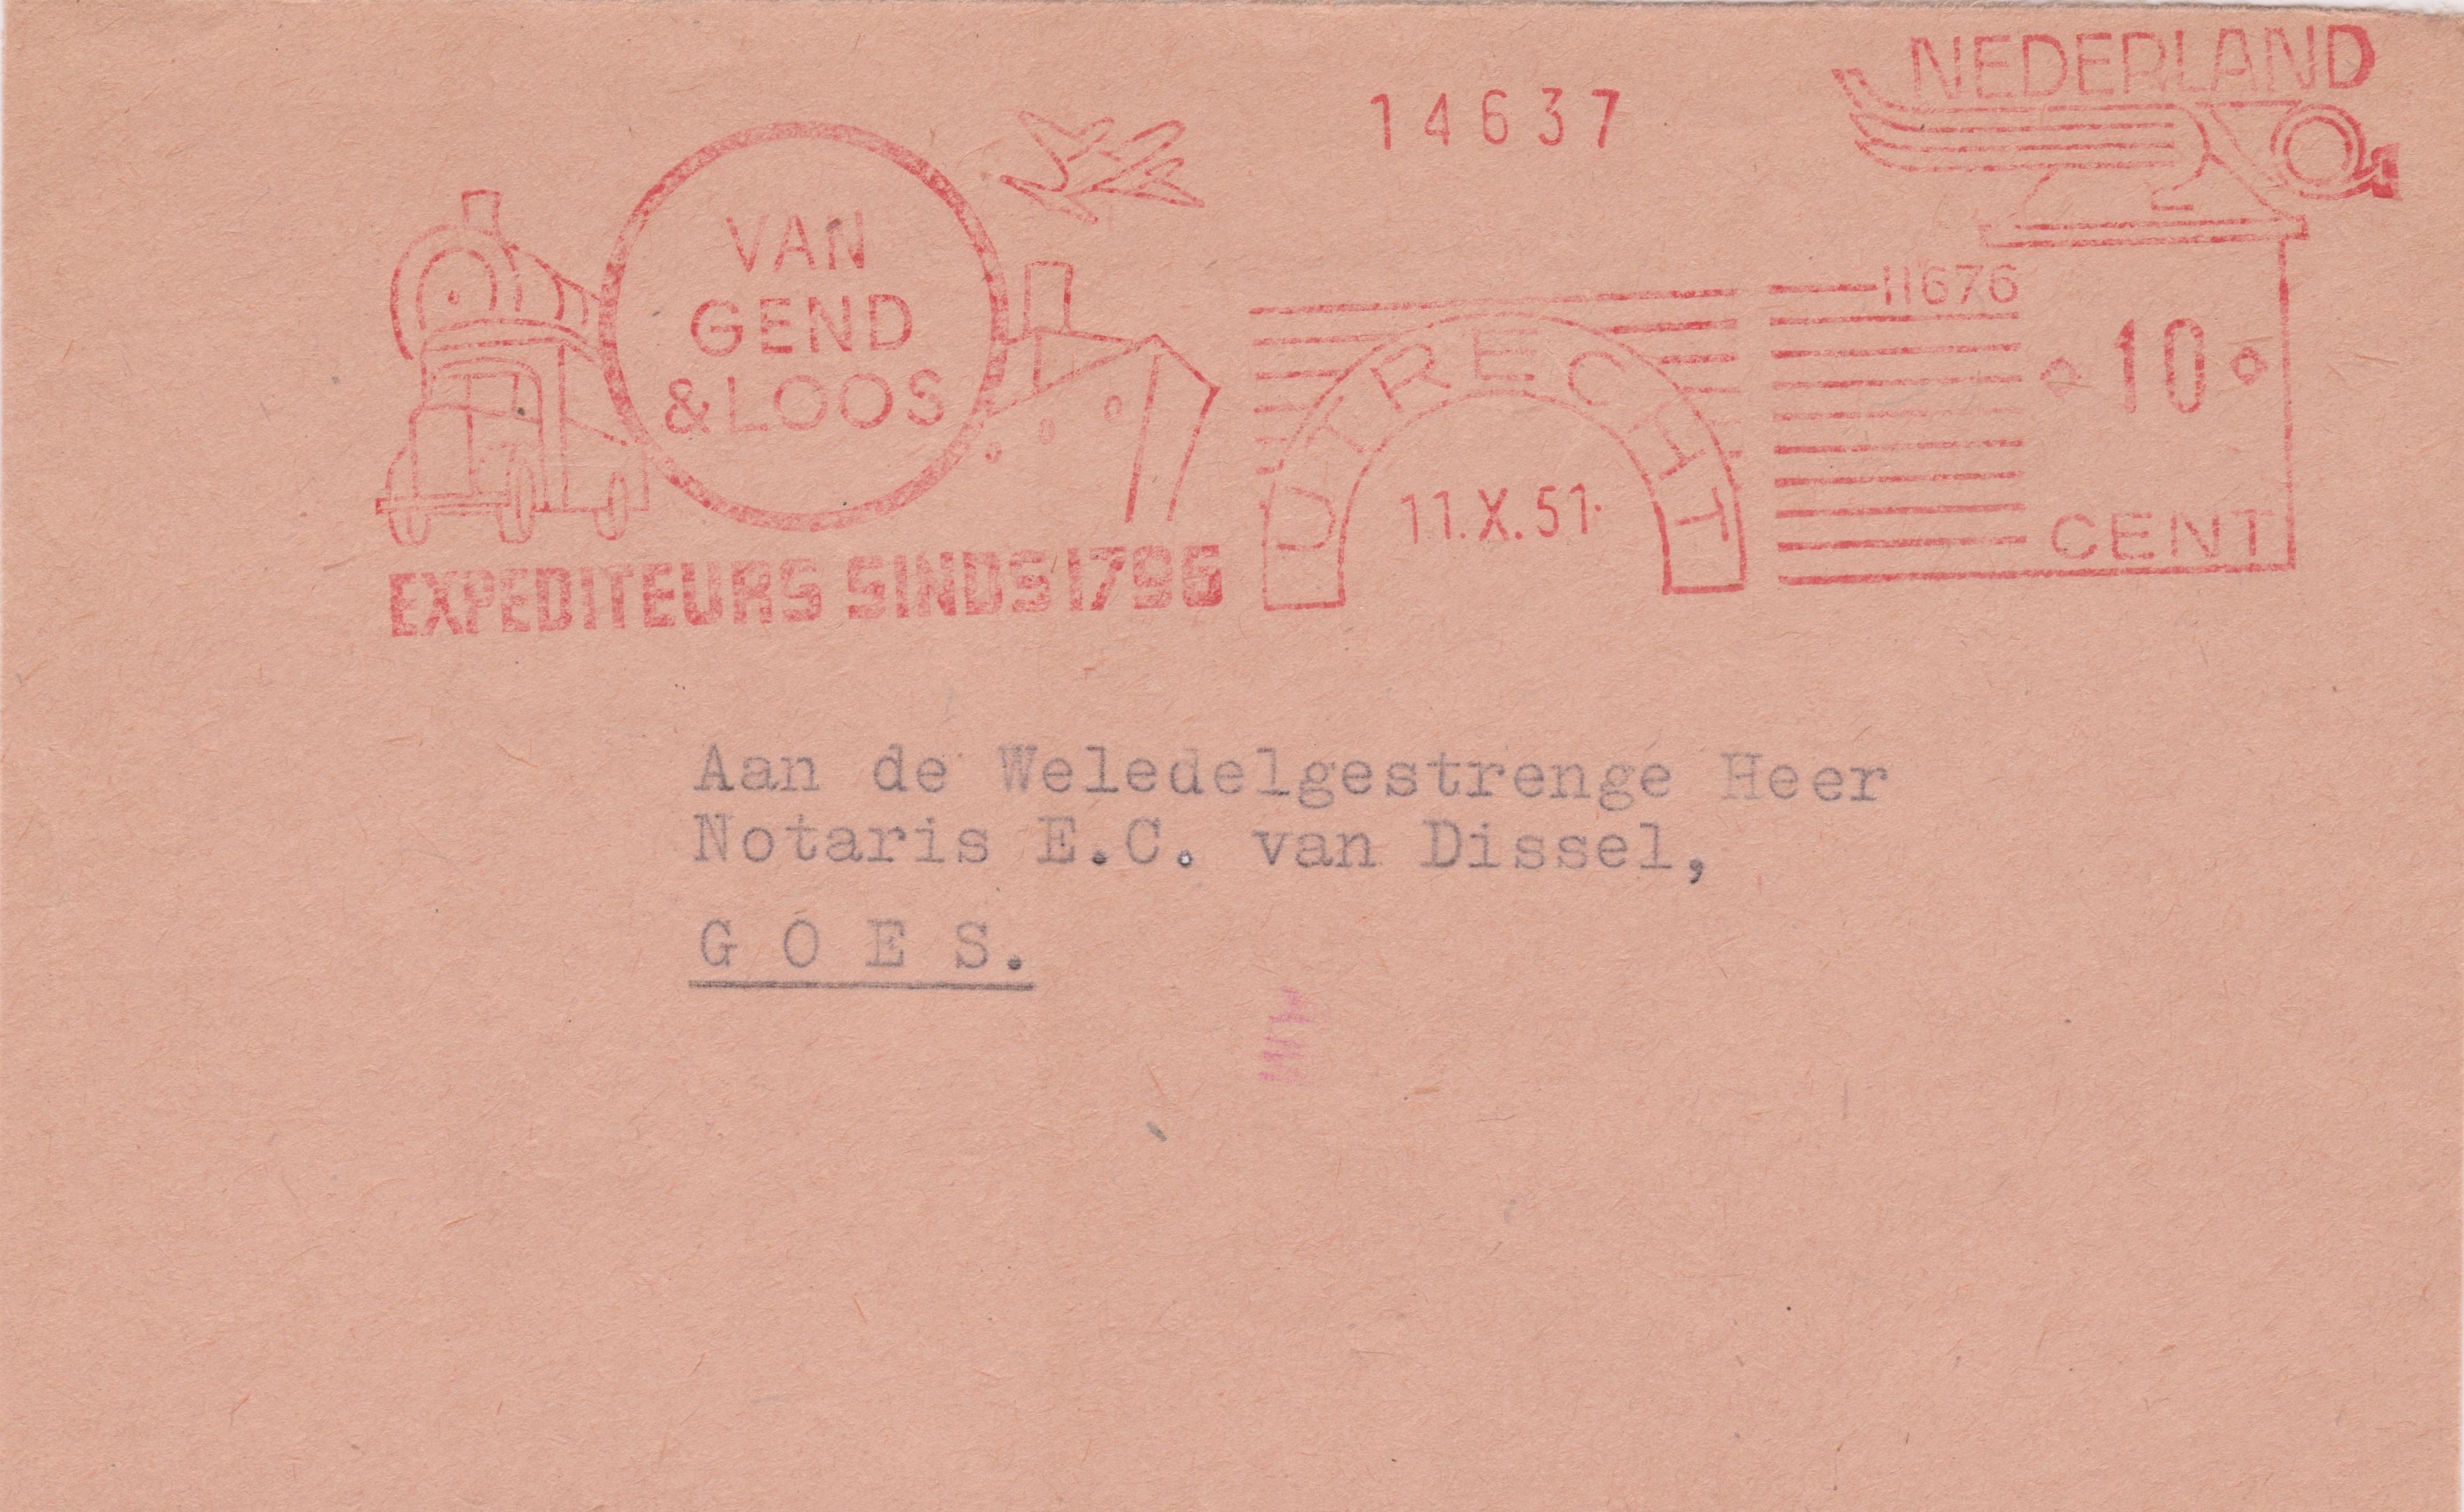 NEDERLAND
14637
VAN
GEND
& LOOS
11676
10
UTRECHT
11.X.51
CENT
EXPEDITEURS SINDS 1796
Aan de Weledelgestrenge Heer
Notaris E.C. van Dissel,
G O E S.